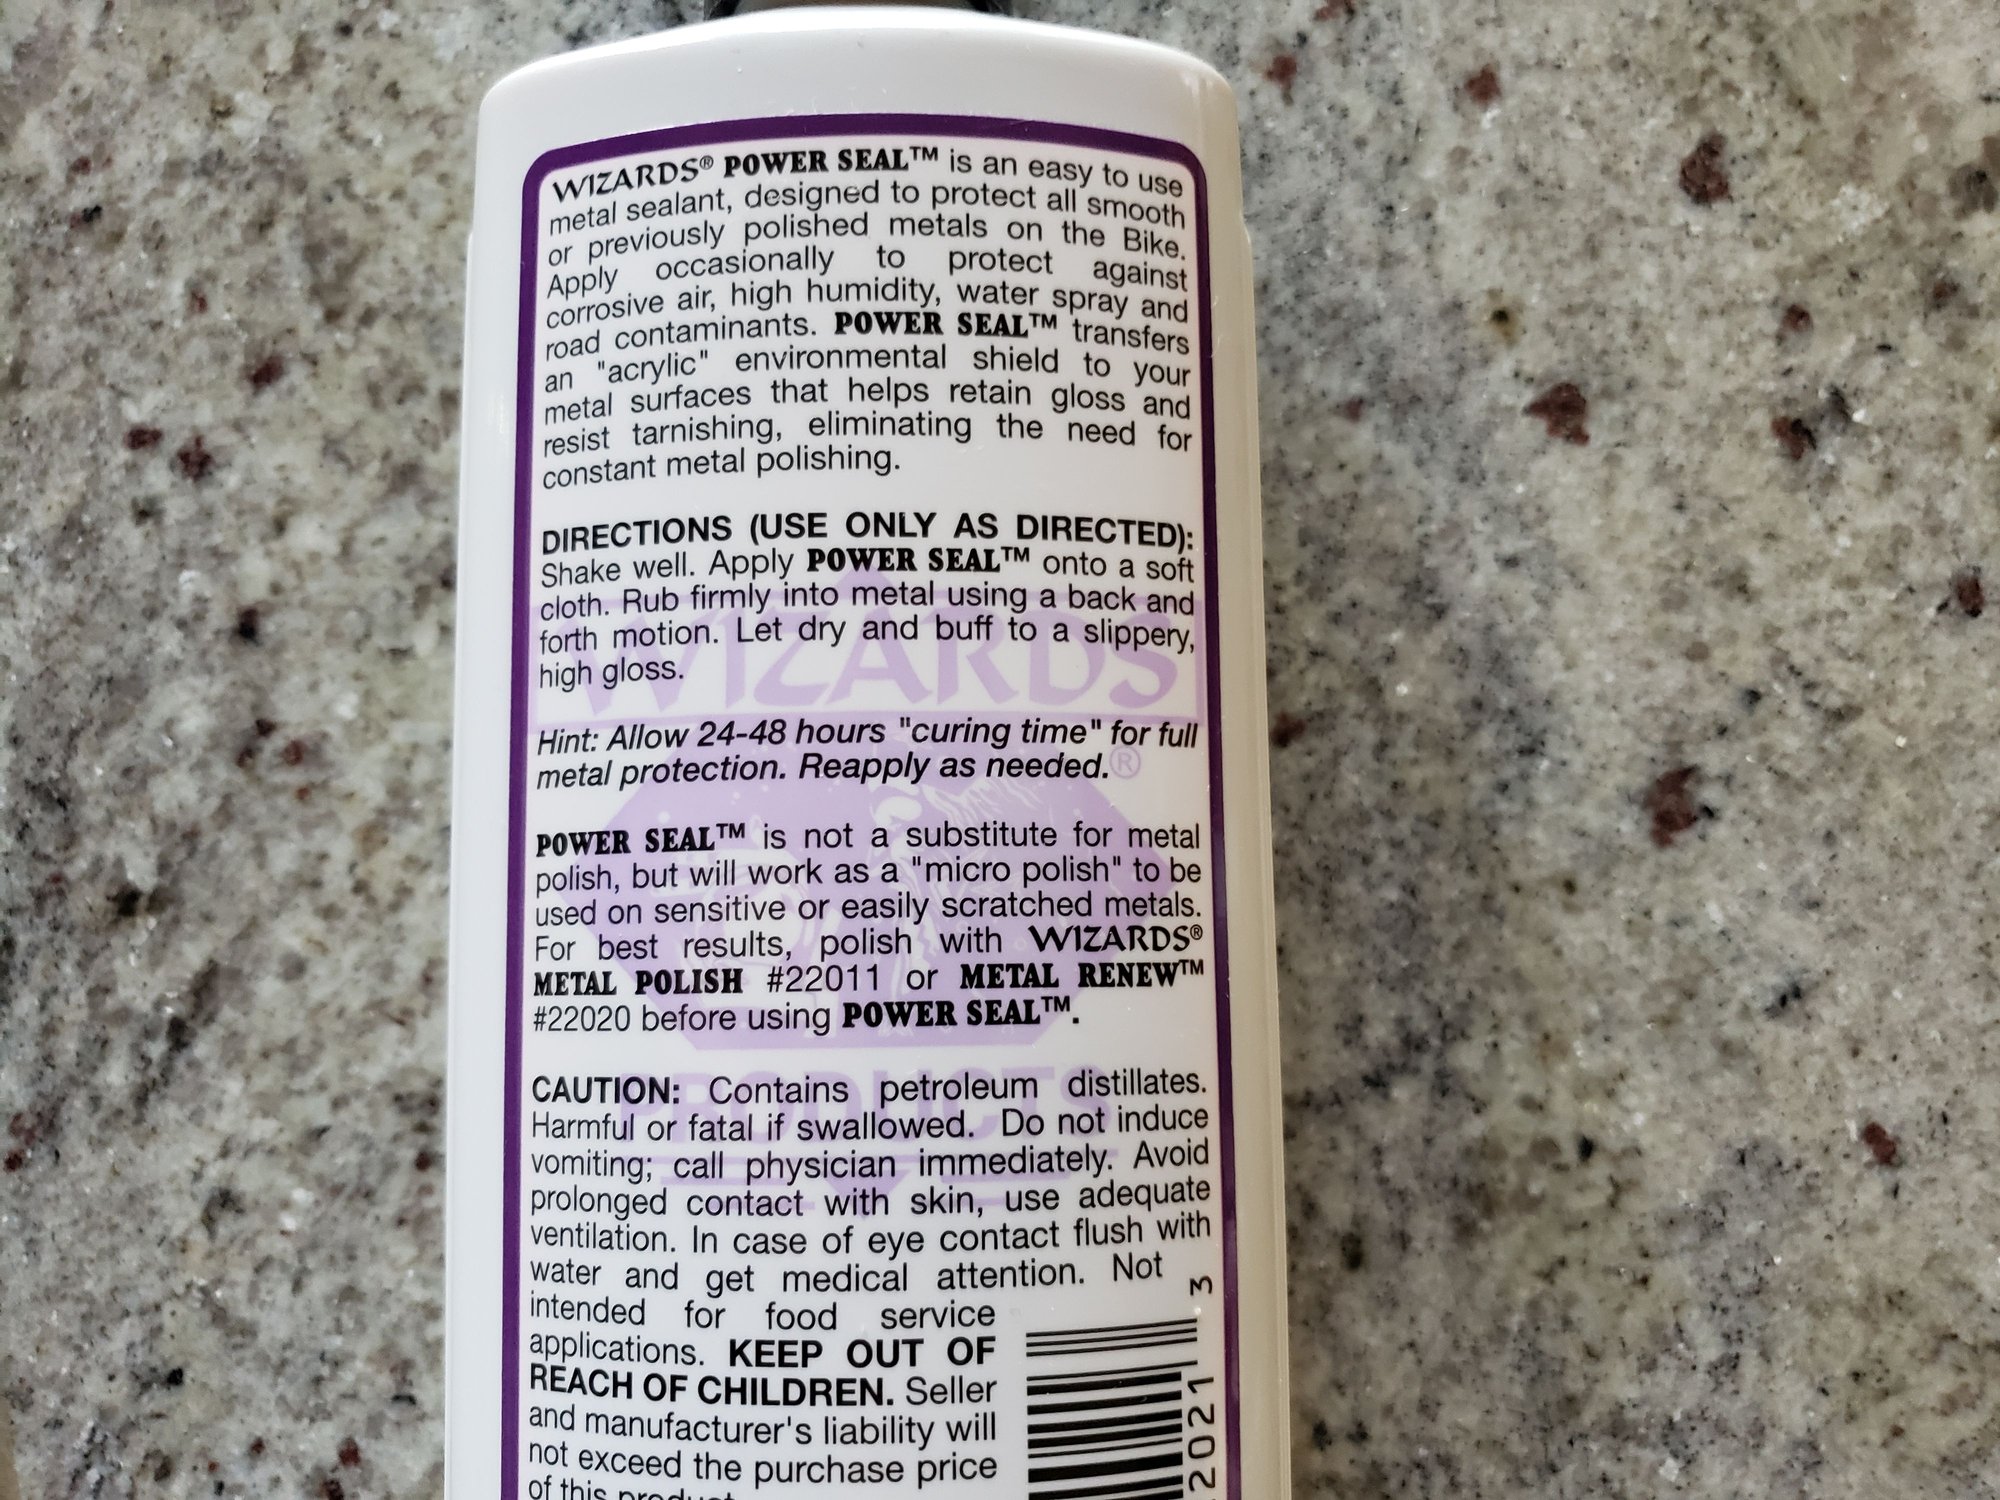 WIZARDS® POWER SEAL™ is an easy to use
metal sealant, designed to protect all smooth
or previously polished metals on the Bike.
Apply occasionally to protect against
corrosive air, high humidity, water spray and
road contaminants. POWER SEAL™ transfers
an "acrylic" environmental shield to your
metal surfaces that helps retain gloss and
resist tarnishing, eliminating the need for
constant metal polishing.
DIRECTIONS (USE ONLY AS DIRECTED):
Shake well. Apply POWER SEAL™ onto a soft
cloth. Rub firmly into metal using a back and
forth motion. Let dry and buff to a slippery,
high gloss.
WIZARDS®
Hint: Allow 24-48 hours "curing time" for full
metal protection. Reapply as needed.
POWER SEAL™ is not a substitute for metal
polish, but will work as a "micro polish" to be
used on sensitive or easily scratched metals.
For best results, polish with WIZARDS®
METAL POLISH #22011 or METAL RENEW™
#22020 before using POWER SEAL™.
PRODUCTS
CAUTION: Contains petroleum distillates.
Harmful or fatal if swallowed. Do not induce
vomiting; call physician immediately. Avoid
prolonged contact with skin, use adequate
ventilation. In case of eye contact flush with
water and get medical attention. Not
intended for food service
applications. KEEP OUT OF
REACH OF CHILDREN. Seller
and manufacturer's liability will
not exceed the purchase price
of this product
22021 3